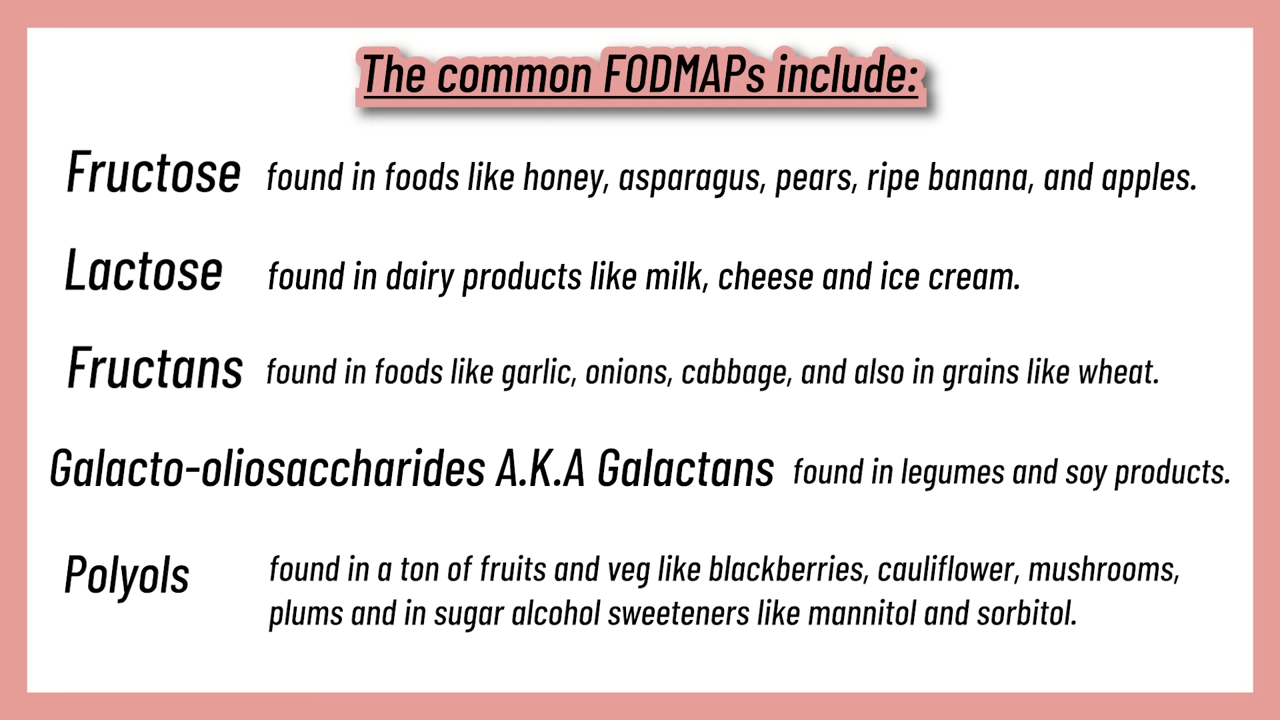 The common FODMAPs include:
Fructose found in foods like honey, asparagus, pears, ripe banana, and apples.
Lactose found in dairy products like milk, cheese and ice cream.
Fructans found in foods like garlic, onions, cabbage, and also in grains like wheat.
Galacto-oliosaccharides A.K.A Galactans found in legumes and soy products.
Polyols found in a ton of fruits and veg like blackberries, cauliflower, mushrooms,
plums and in sugar alcohol sweeteners like mannitol and sorbitol.